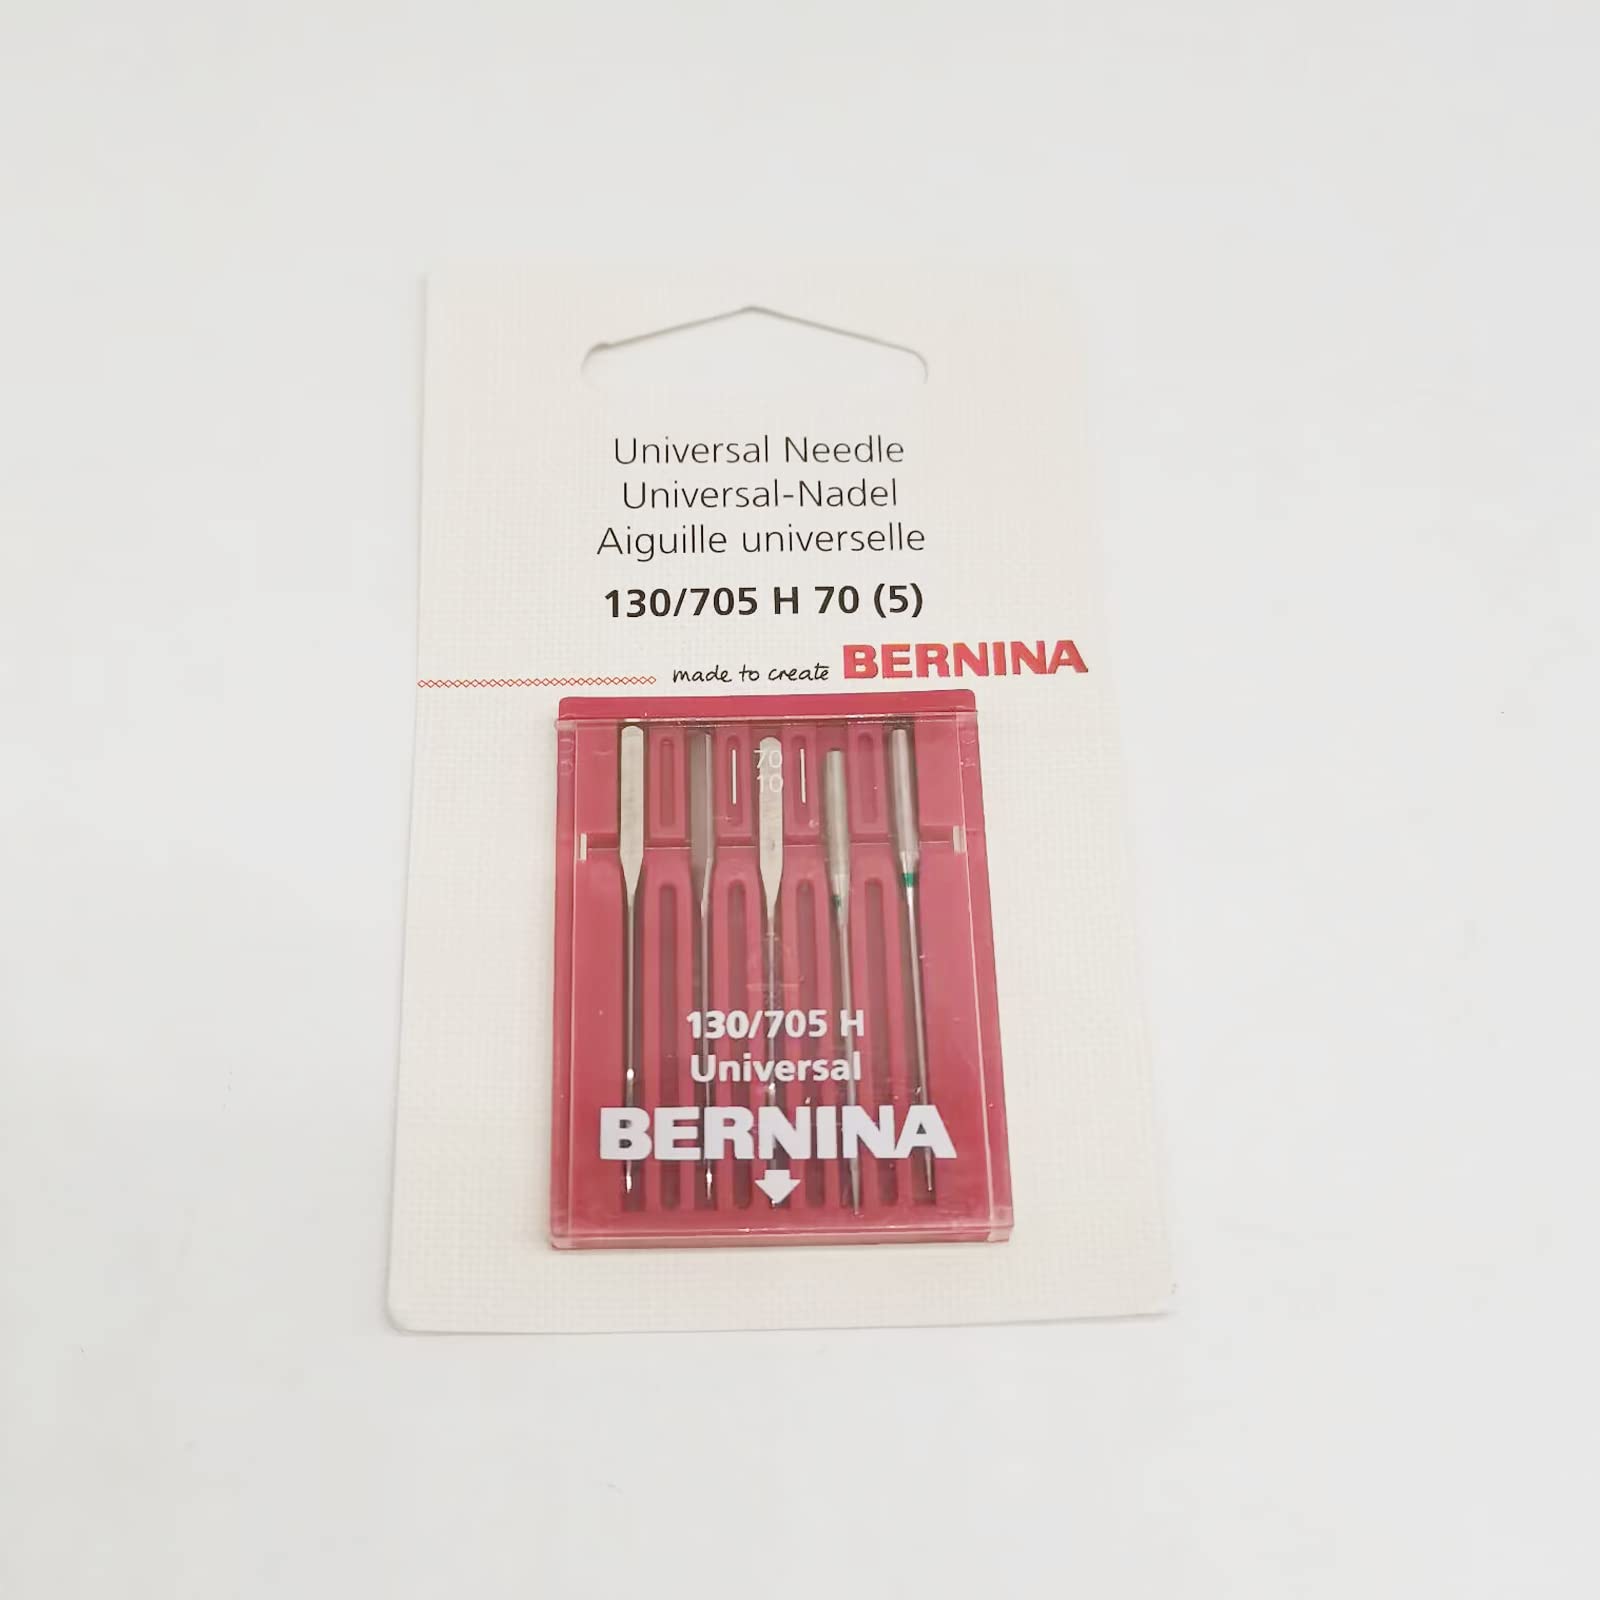 Universal Needle
Universal-Nadel
Aiguille universelle
130/705 H 70 (5)
made to create BERNINA
70
10
130/705 H
Universal
BERNINA